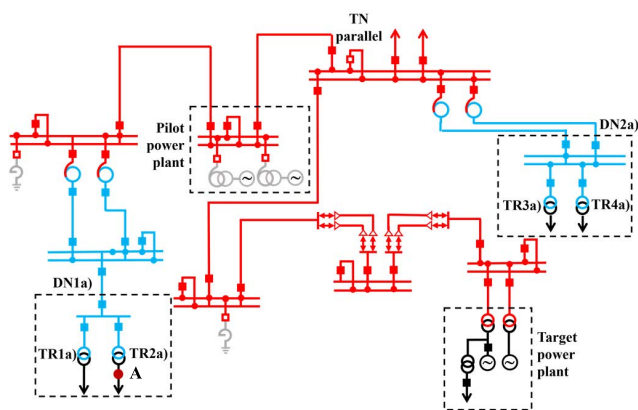 TN
parallel
Pilot
power
plant
DN2a)
TR3a)
TR4a)
DN1a)
TR1a)
TR2a)
A
Target
power
plant